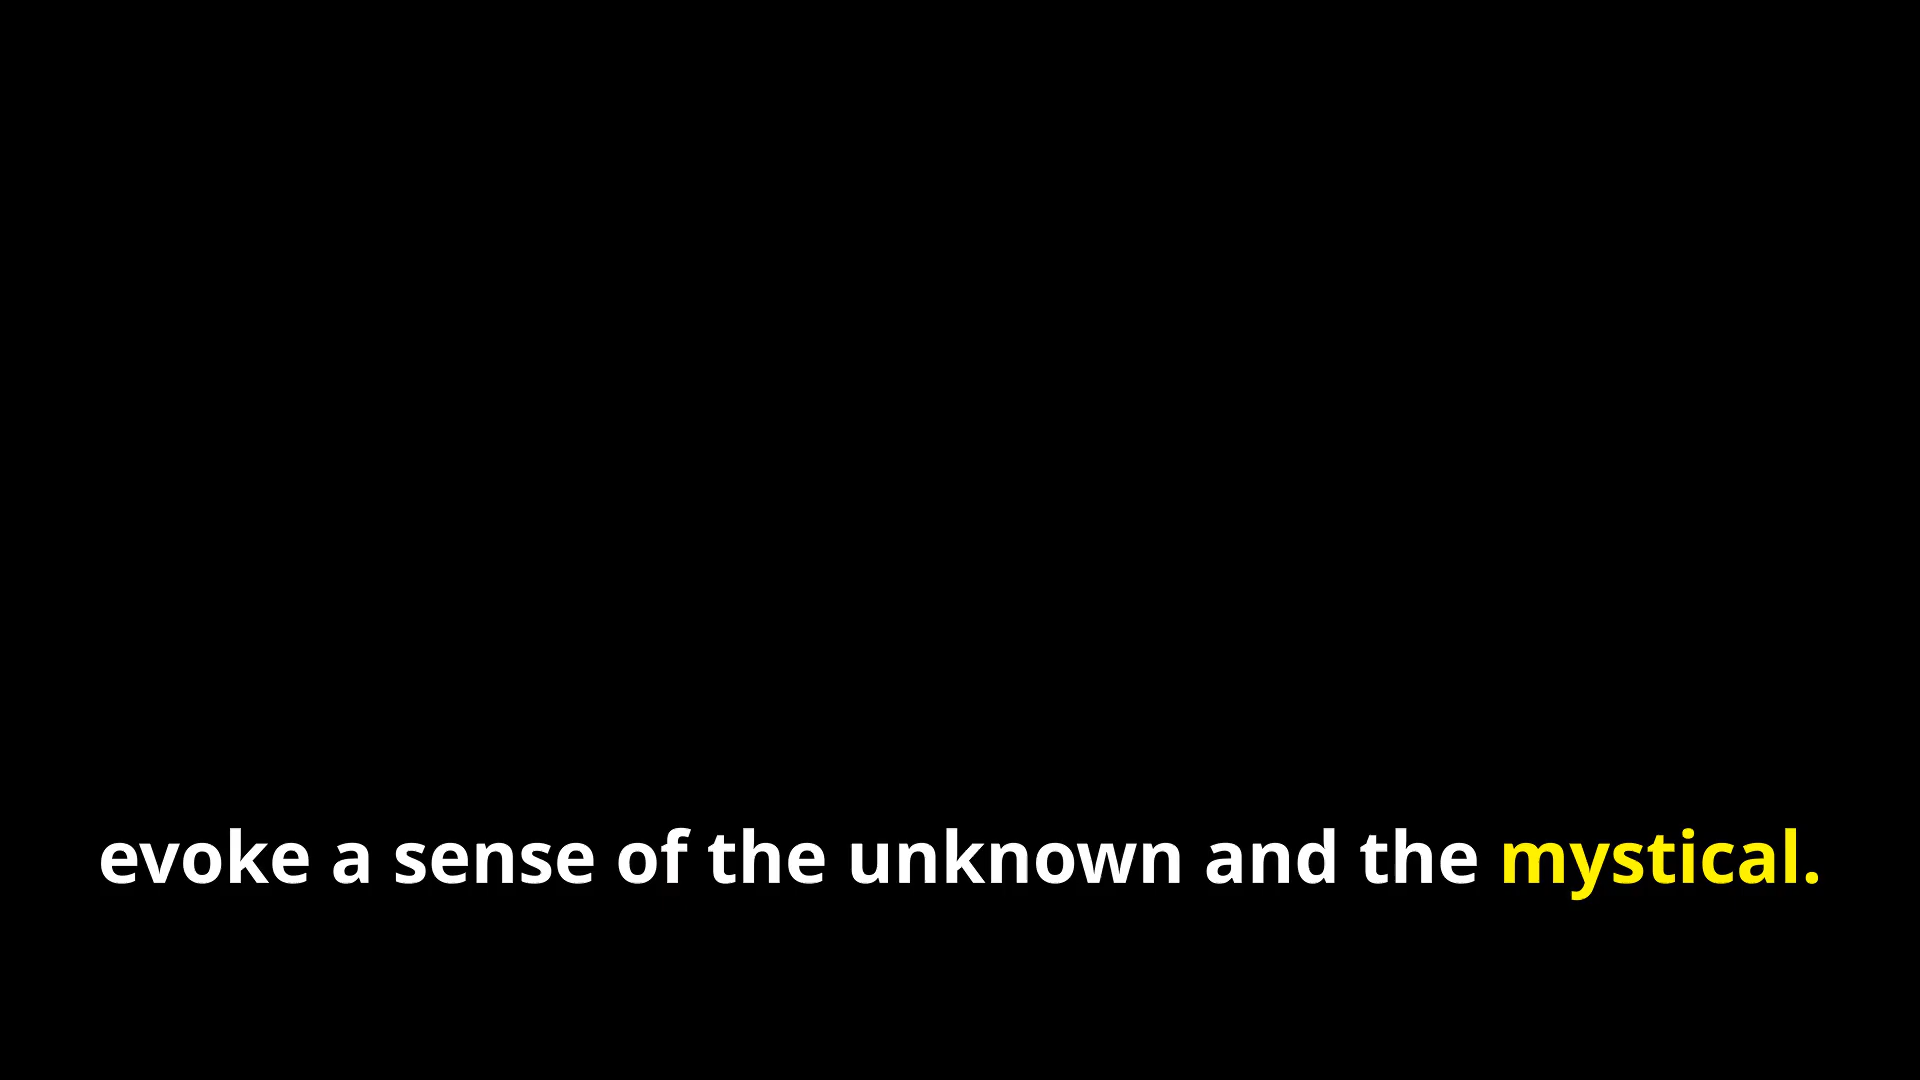 evoke a sense of the unknown and the mystical.